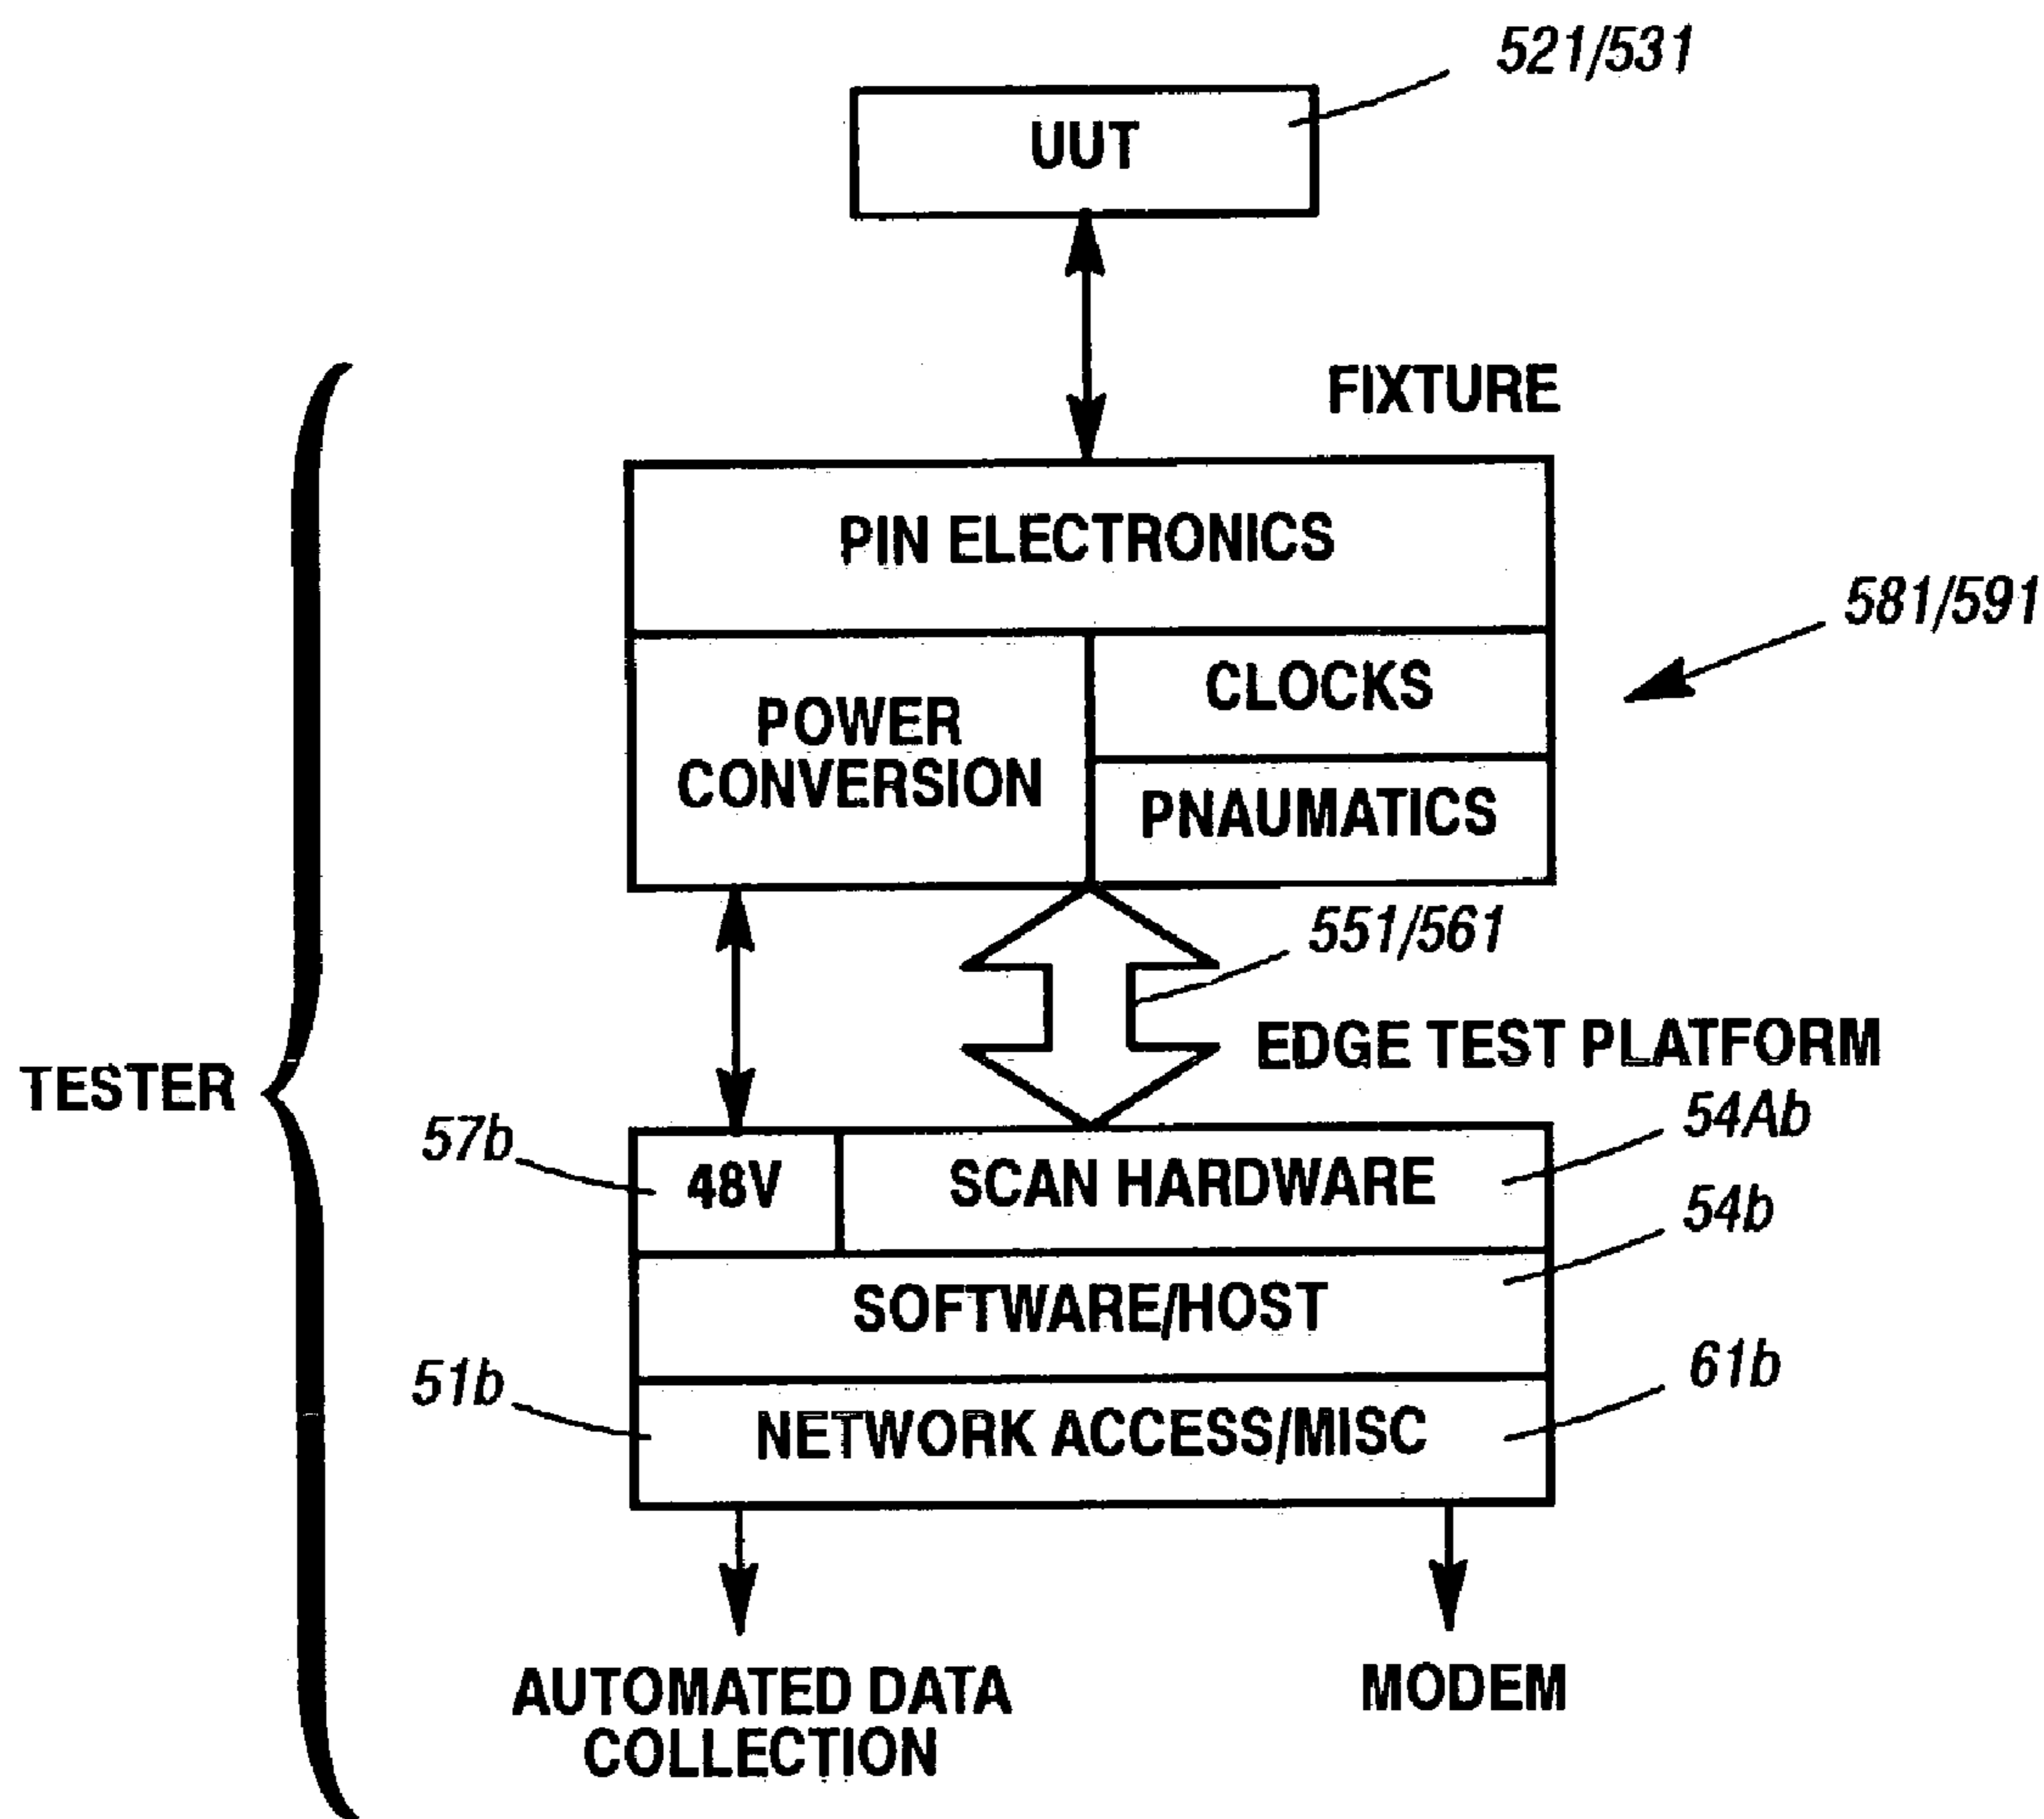 521/531
UUT
FIXTURE
PIN ELECTRONICS
581/591
CLOCKS
POWER
CONVERSION
PNAUMATICS
551/561
EDGE TEST PLATFORM
TESTER
54Ab
57b
48V
SCAN HARDWARE
54b
SOFTWARE/HOST
61b
51b
NETWORK ACCESS/MISC
AUTOMATED DATA
COLLECTION
MODEM